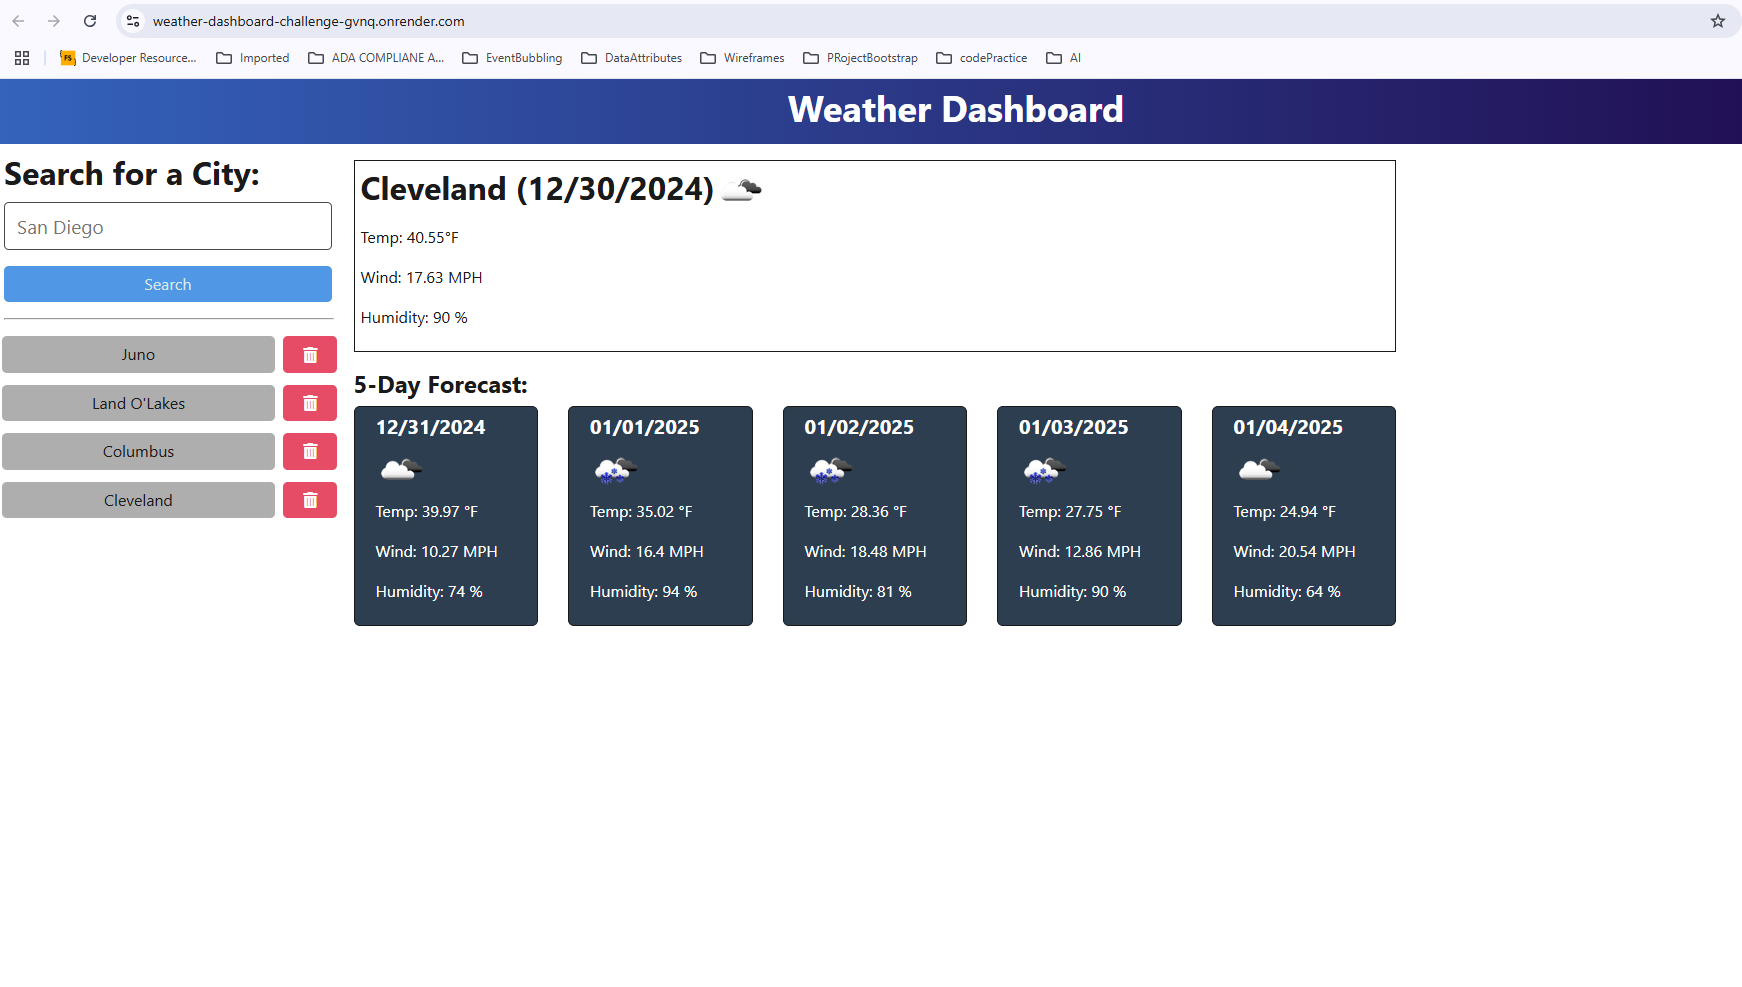 weather-dashboard-challenge-gvnq.onrender.com
FS Developer Resource... Imported ADA COMPLIANE A... EventBubbling DataAttributes Wireframes PRojectBootstrap codePractice AI
Weather Dashboard
Search for a City:
San Diego
Search
Juno
Land O'Lakes
Columbus
Cleveland
Cleveland (12/30/2024)
Temp: 40.55°F
Wind: 17.63 MPH
Humidity: 90 %
5-Day Forecast:
12/31/2024
Temp: 39.97 °F
Wind: 10.27 MPH
Humidity: 74 %
01/01/2025
Temp: 35.02 °F
Wind: 16.4 MPH
Humidity: 94 %
01/02/2025
Temp: 28.36 °F
Wind: 18.48 MPH
Humidity: 81 %
01/03/2025
Temp: 27.75 °F
Wind: 12.86 MPH
Humidity: 90 %
01/04/2025
Temp: 24.94 °F
Wind: 20.54 MPH
Humidity: 64 %